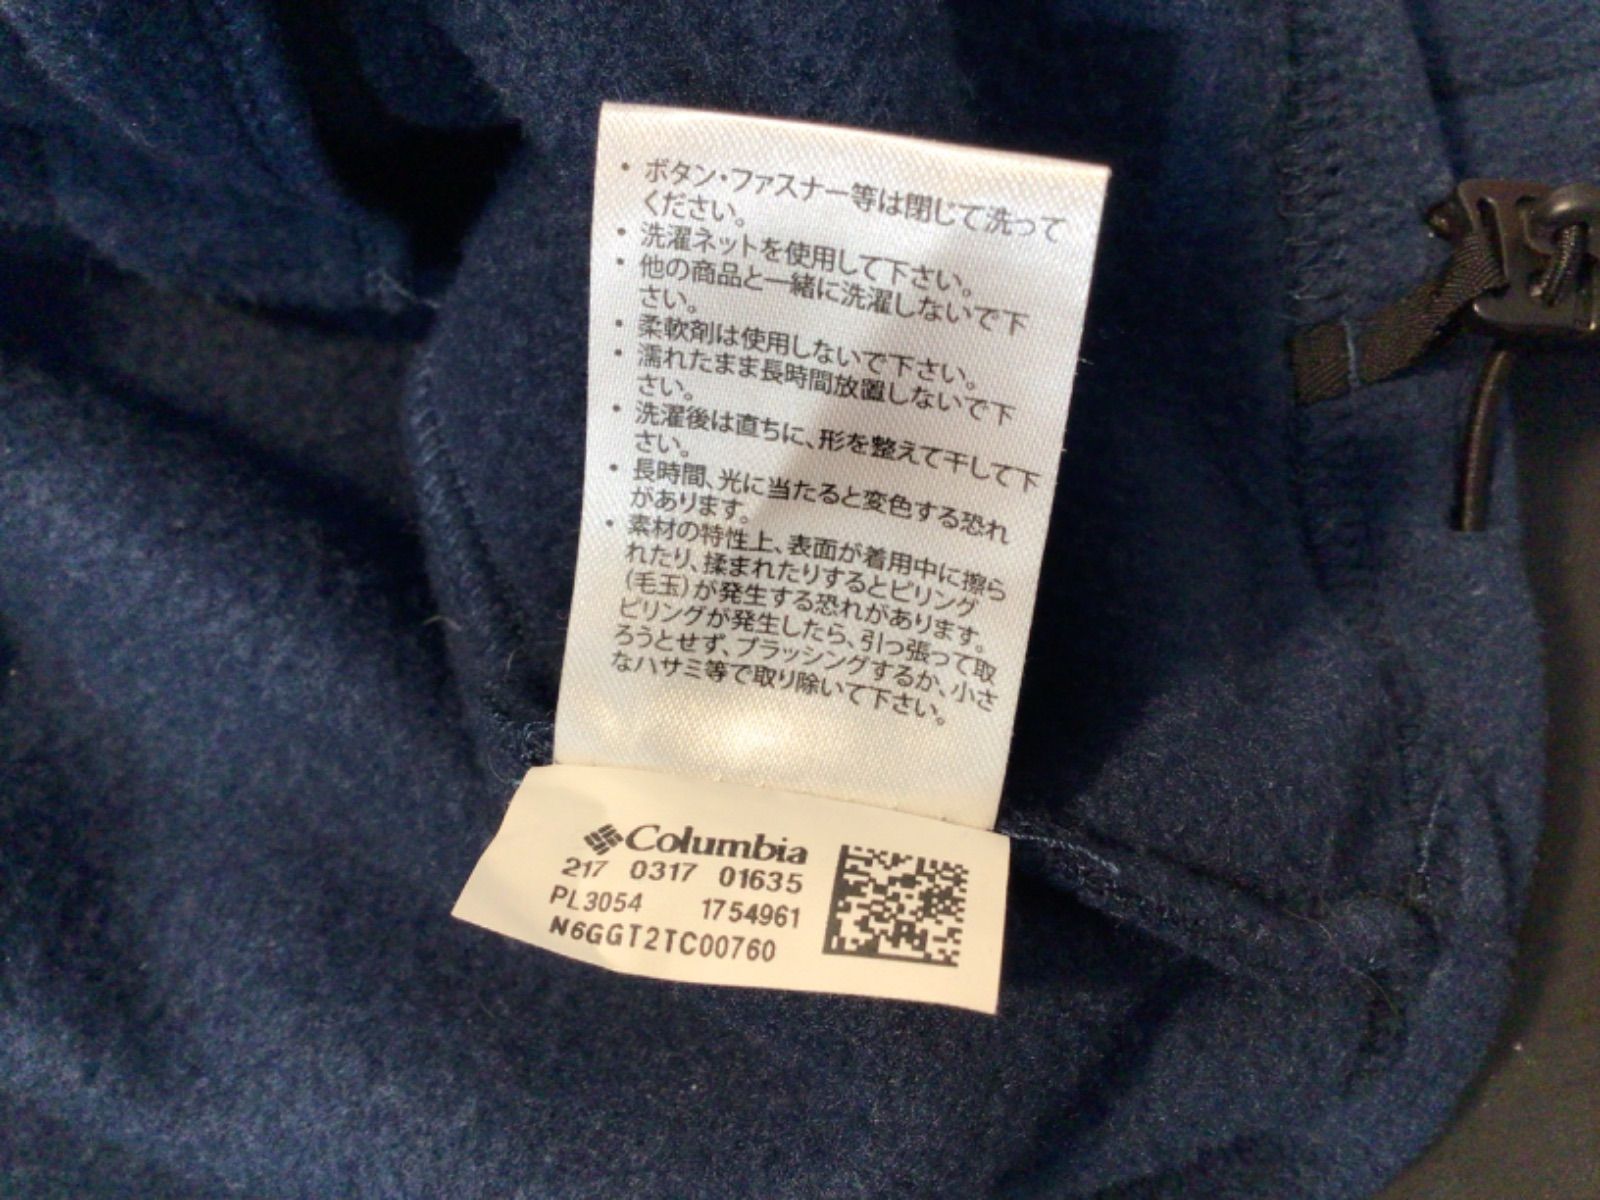 ・ボタン・ファスナー等は閉じて洗って
ください。
・洗濯ネットを使用して下さい。
・他の商品と一緒に洗濯しないで下
さい。
・柔軟剤は使用しないで下さい。
・濡れたまま長時間放置しないで下
さい。
・洗濯後は直ちに、形を整えて干して下
さい。
・長時間、光に当たると変色する恐れ
があります。
・素材の特性上、表面が着用中に擦ら
れたり、揉まれたりするとピリング
(毛玉)が発生する恐れがあります。
ピリングが発生したら、引っ張って取
ろうとせず、ブラッシングするか、小さ
なハサミ等で取り除いて下さい。
Columbia
217 0317 01635
PL3054 1754961
N6GGT2TC00760